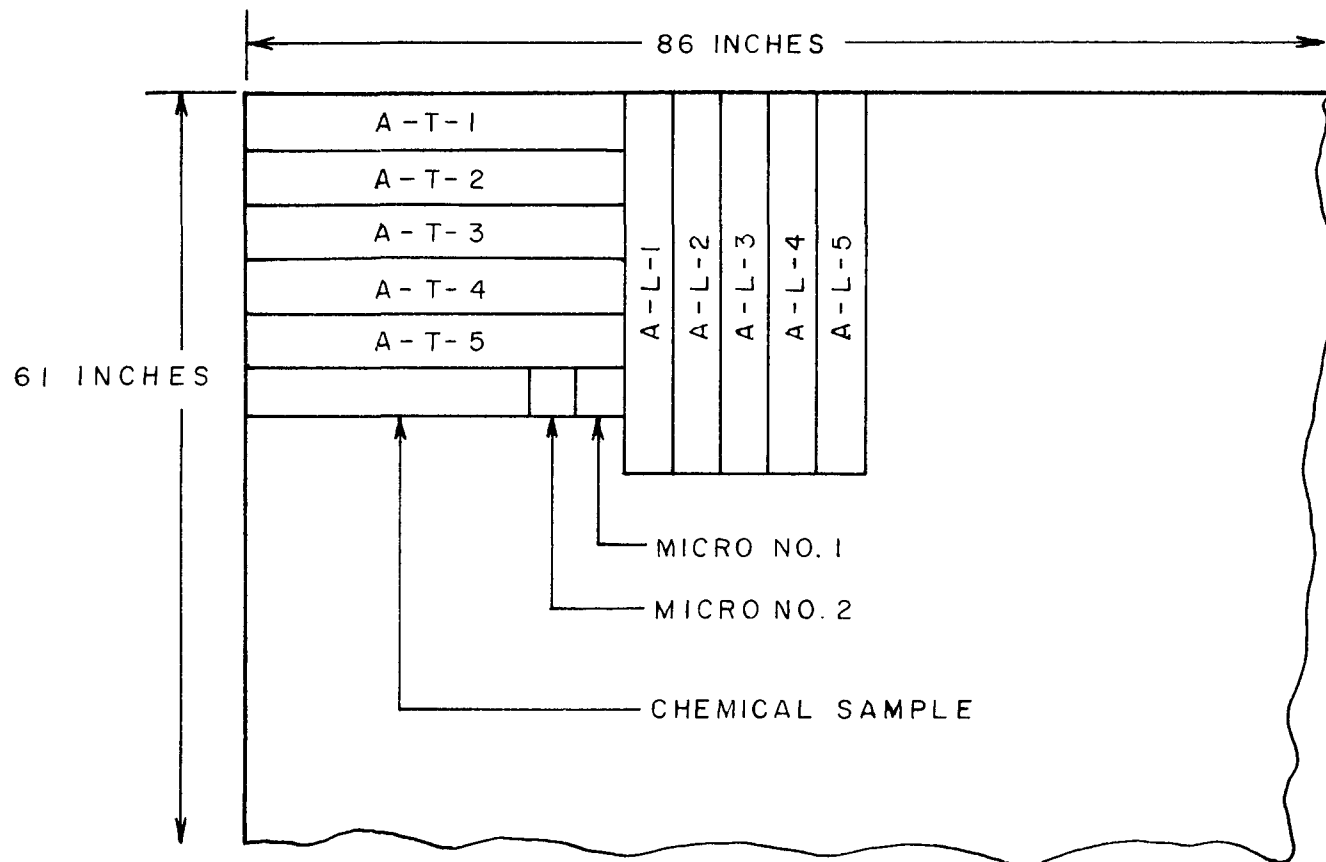 86 INCHES
A-T-1
A-T-2
A-T-3
A-T-4
A-T-5
A-L-1
A-L-2
A-L-3
A-L-4
A-L-5
61 INCHES
MICRO NO. 1
MICRO NO. 2
CHEMICAL SAMPLE